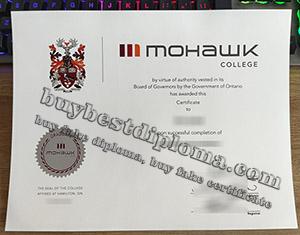 mohawk
COLLEGE
by virtue of authority vested in its
Board of Governors by the Government of Ontario
has awarded this
Certificate
to
upon successful completion of
mohawk
THE SEAL OF THE COLLEGE
AFFIXED AT HAMILTON, ON
Registrar
buybestdiploma.com
buy fake diploma, buy fake certificate